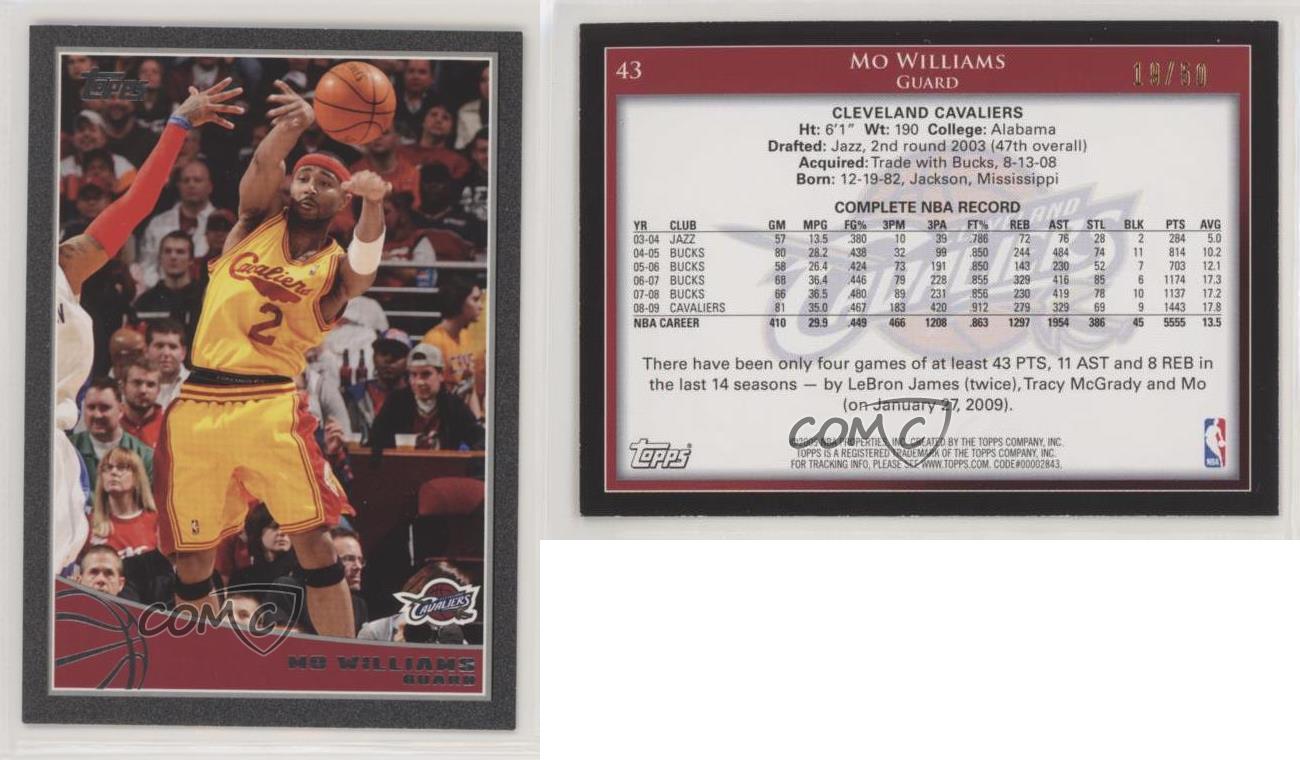 Topps
Cavaliers
2
CAVALIERS
COMC
MO WILLIAMS
GUARD
43
MO WILLIAMS
GUARD
19/50
CLEVELAND CAVALIERS
Ht: 6'1" Wt: 190 College: Alabama
Drafted: Jazz, 2nd round 2003 (47th overall)
Acquired: Trade with Bucks, 8-13-08
Born: 12-19-82, Jackson, Mississippi
COMPLETE NBA RECORD
YR CLUB GM MPG FG% 3PM 3PA FT% REB AST STL BLK PTS AVG
03-04 JAZZ 57 13.5 .380 10 39 .786 72 76 28 2 284 5.0
04-05 BUCKS 80 28.2 .438 32 99 .850 244 484 74 11 814 10.2
05-06 BUCKS 58 26.4 .424 73 191 .850 143 230 52 7 703 12.1
06-07 BUCKS 68 36.4 .446 79 228 .855 329 416 85 6 1174 17.3
07-08 BUCKS 66 36.5 .480 89 231 .856 230 419 78 10 1137 17.2
08-09 CAVALIERS 81 35.0 .467 183 420 .912 279 329 69 9 1443 17.8
NBA CAREER 410 29.9 .449 466 1208 .863 1297 1954 386 45 5555 13.5
There have been only four games of at least 43 PTS, 11 AST and 8 REB in
the last 14 seasons — by LeBron James (twice), Tracy McGrady and Mo
(on January 27, 2009).
COMC
Topps
©2009 NBA PROPERTIES, INC. CREATED BY THE TOPPS COMPANY, INC.
TOPPS IS A REGISTERED TRADEMARK OF THE TOPPS COMPANY, INC.
FOR TRACKING INFO, PLEASE SEE WWW.TOPPS.COM. CODE#00002843.
NBA